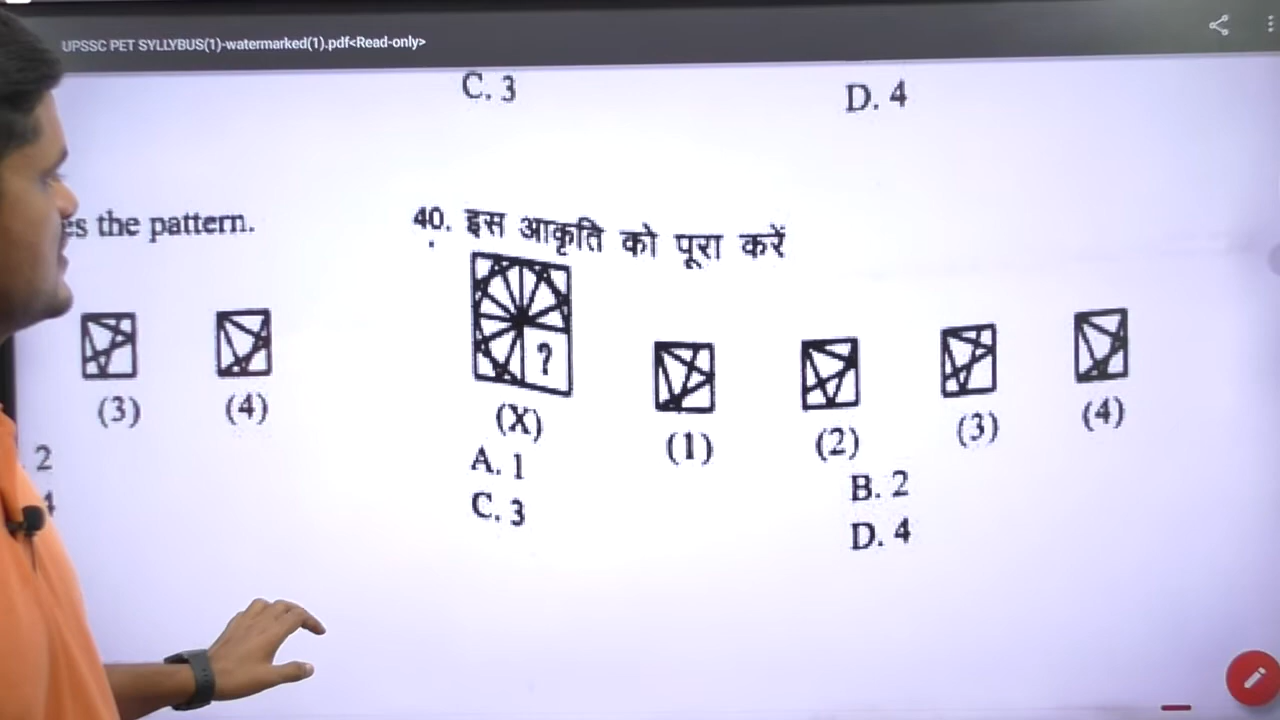 UPSSC PET SYLLYBUS(1)-watermarked(1).pdf<Read-only>
C. 3 D. 4
es the pattern.
(3) (4)
2
40. इस आकृति को पूरा करें
?
(X) (1) (2) (3) (4)
A. 1 B. 2
C. 3 D. 4